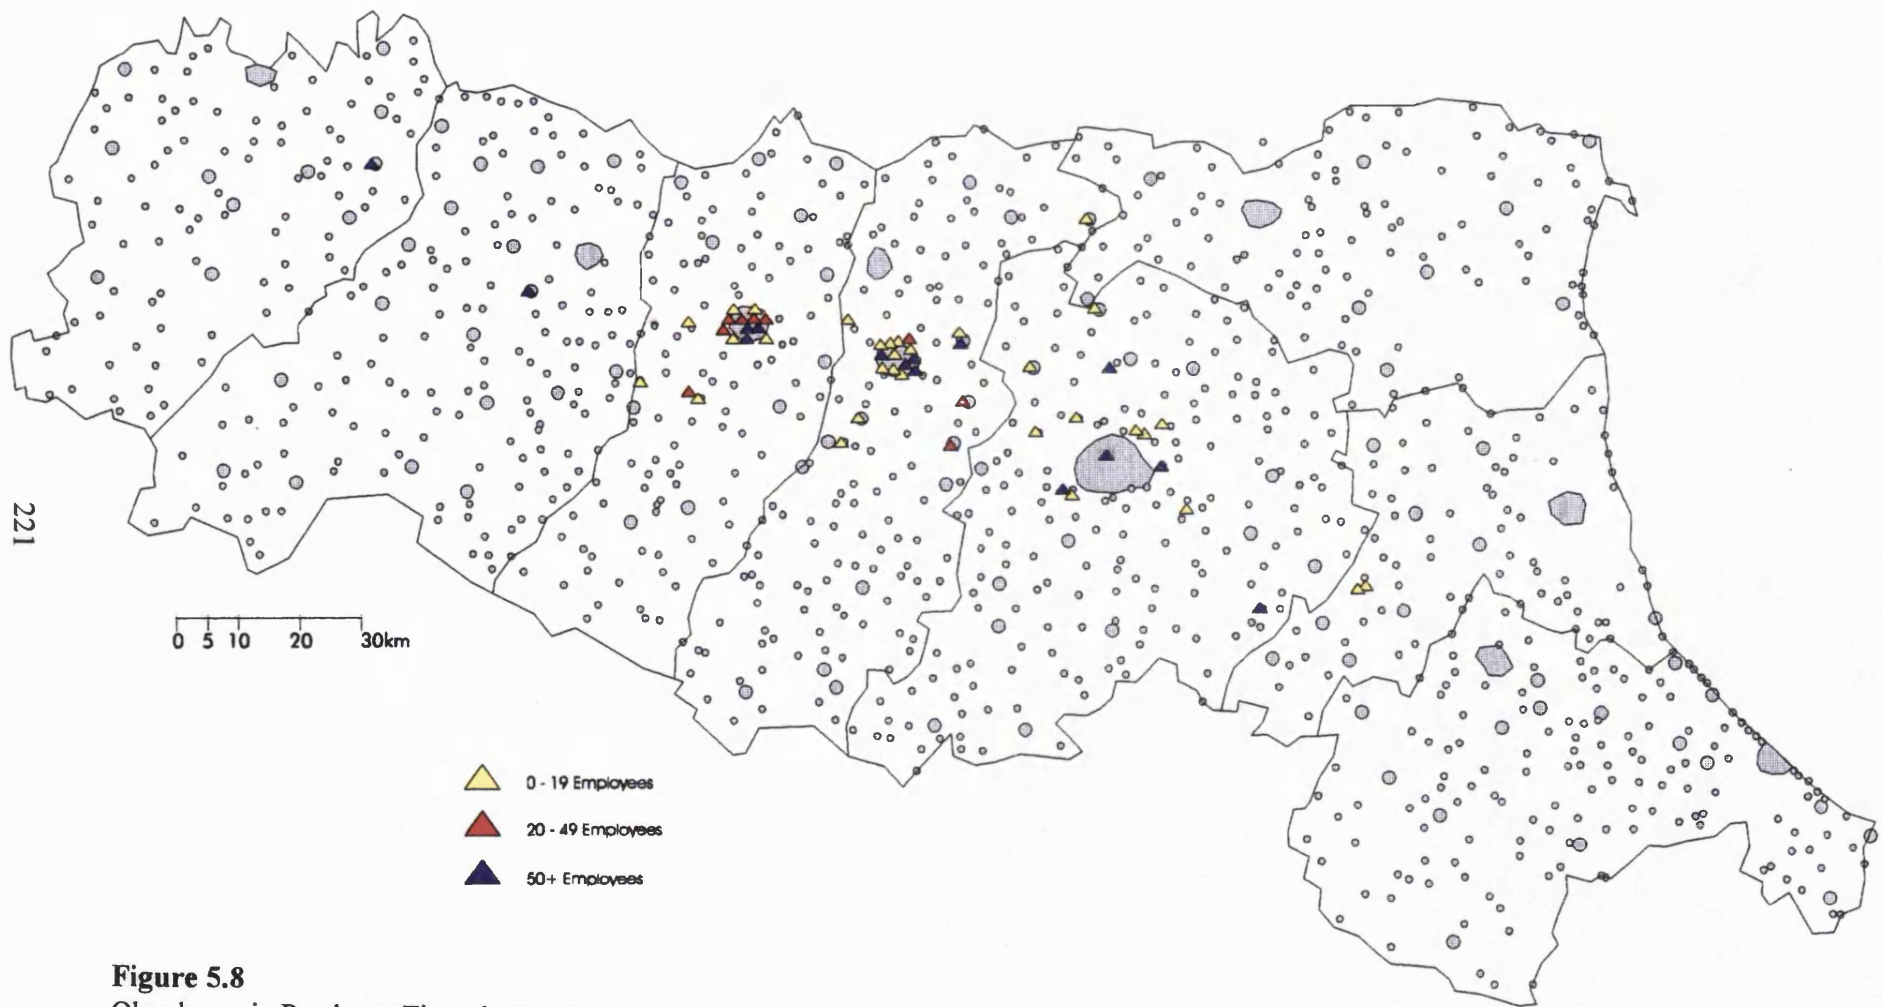 221
0 5 10 20 30km
0 - 19 Employees
20 - 49 Employees
50+ Employees
Figure 5.8